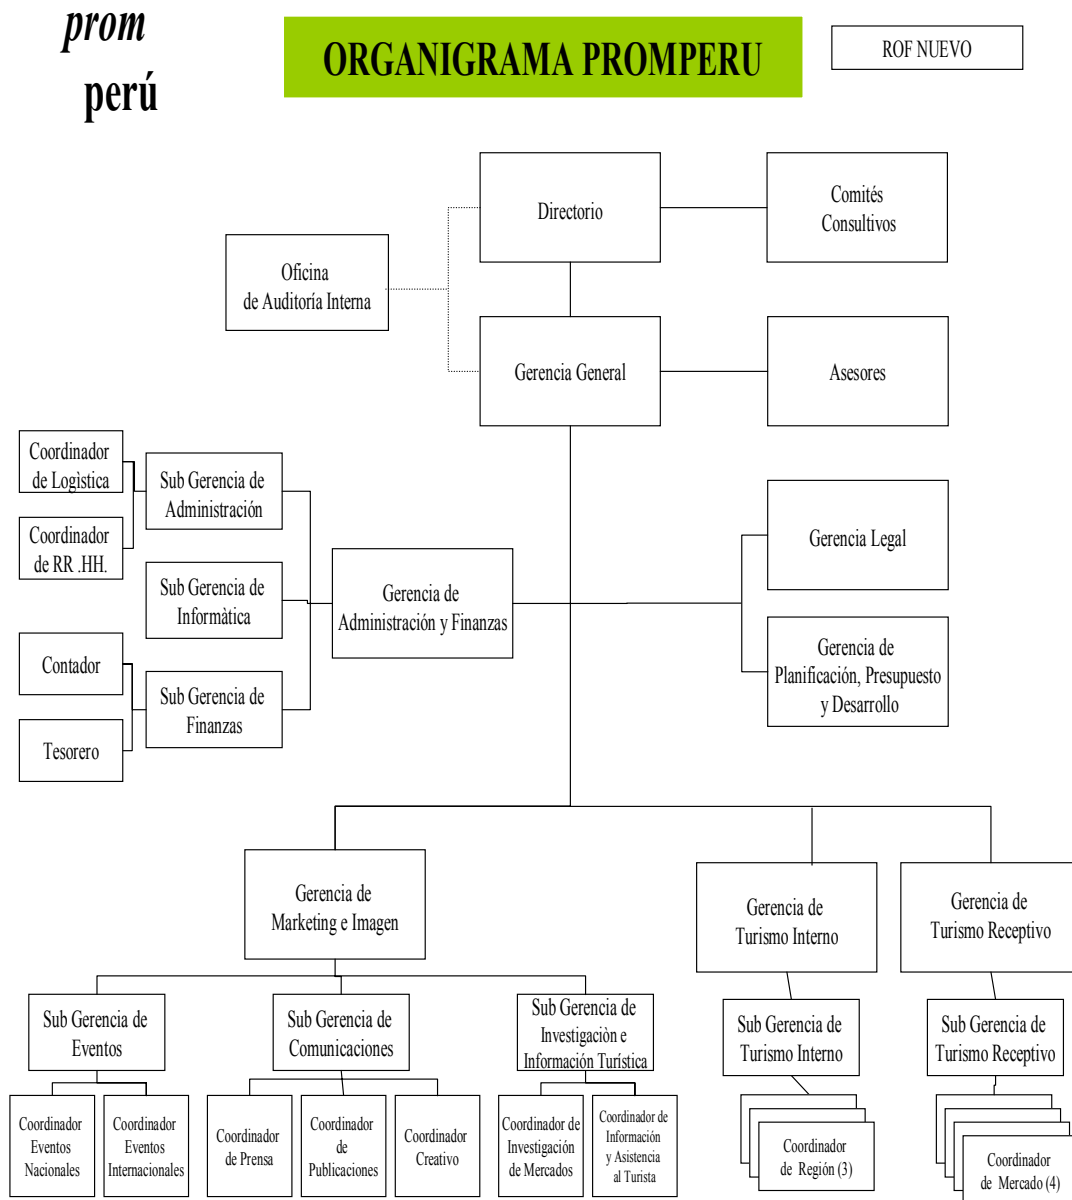 prom
perú
ORGANIGRAMA PROMPERU
ROF NUEVO
Directorio
Comités
Consultivos
Oficina
de Auditoría Interna
Gerencia General
Asesores
Coordinador
de Logìstica
Sub Gerencia de
Administración
Coordinador
de RR .HH.
Gerencia Legal
Sub Gerencia de
Informàtica
Gerencia de
Administración y Finanzas
Contador
Gerencia de
Planificación, Presupuesto
y Desarrollo
Sub Gerencia de
Finanzas
Tesorero
Gerencia de
Marketing e Imagen
Gerencia de
Turismo Interno
Gerencia de
Turismo Receptivo
Sub Gerencia de
Eventos
Sub Gerencia de
Comunicaciones
Sub Gerencia de
Investigaciòn e
Información Turística
Sub Gerencia de
Turismo Interno
Sub Gerencia de
Turismo Receptivo
Coordinador
Eventos
Nacionales
Coordinador
Eventos
Internacionales
Coordinador
de Prensa
Coordinador
de
Publicaciones
Coordinador
Creativo
Coordinador de
Investigación
de Mercados
Coordinador de
Información
y Asistencia
al Turista
Coordinador
de Región (3)
Coordinador
de Mercado (4)